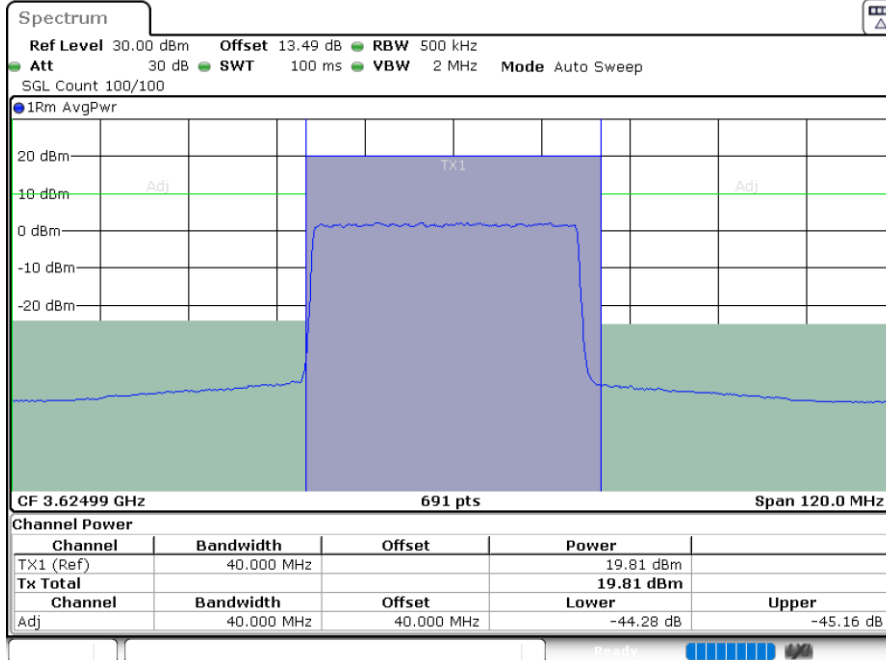 Spectrum
Ref Level 30.00 dBm Offset 13.49 dB RBW 500 kHz
Att 30 dB SWT 100 ms VBW 2 MHz Mode Auto Sweep
SGL Count 100/100
1Rm AvgPwr
TX1
20 dBm
Adj Adj
10 dBm
0 dBm
-10 dBm
-20 dBm
CF 3.62499 GHz 691 pts Span 120.0 MHz
Channel Power
Channel Bandwidth Offset Power
TX1 (Ref) 40.000 MHz 19.81 dBm
Tx Total 19.81 dBm
Channel Bandwidth Offset Lower Upper
Adj 40.000 MHz 40.000 MHz -44.28 dB -45.16 dB
Ready